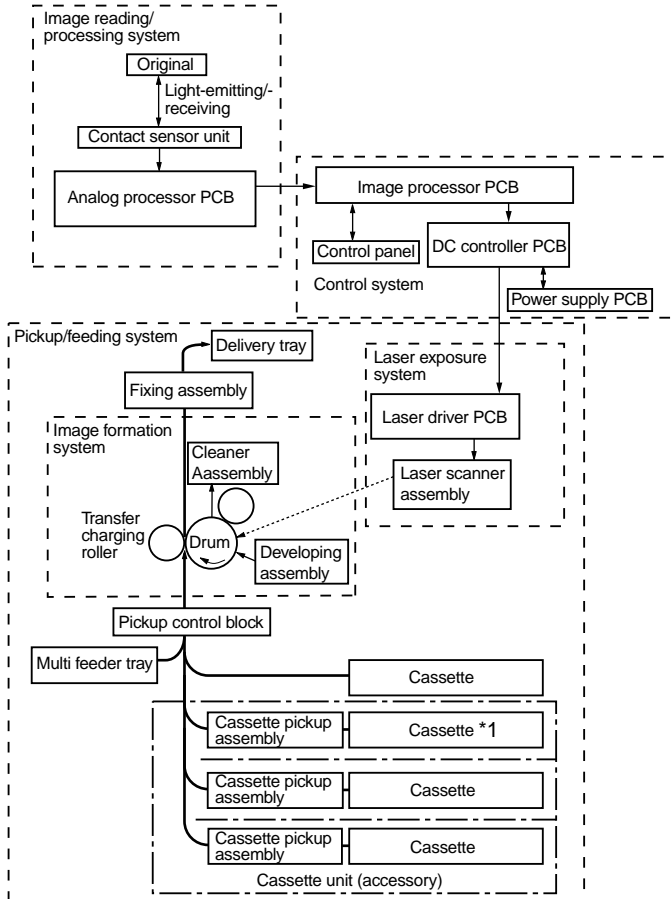 Image reading/
processing system
Original
Light-emitting/-
receiving
Contact sensor unit
Analog processor PCB
Image processor PCB
Control panel
DC controller PCB
Control system
Power supply PCB
Pickup/feeding system
Delivery tray
Fixing assembly
Laser exposure
system
Laser driver PCB
Laser scanner
assembly
Image formation
system
Cleaner
Aassembly
Transfer
charging
roller
Drum
Developing
assembly
Pickup control block
Multi feeder tray
Cassette
Cassette pickup
assembly
Cassette *1
Cassette pickup
assembly
Cassette
Cassette pickup
assembly
Cassette
Cassette unit (accessory)